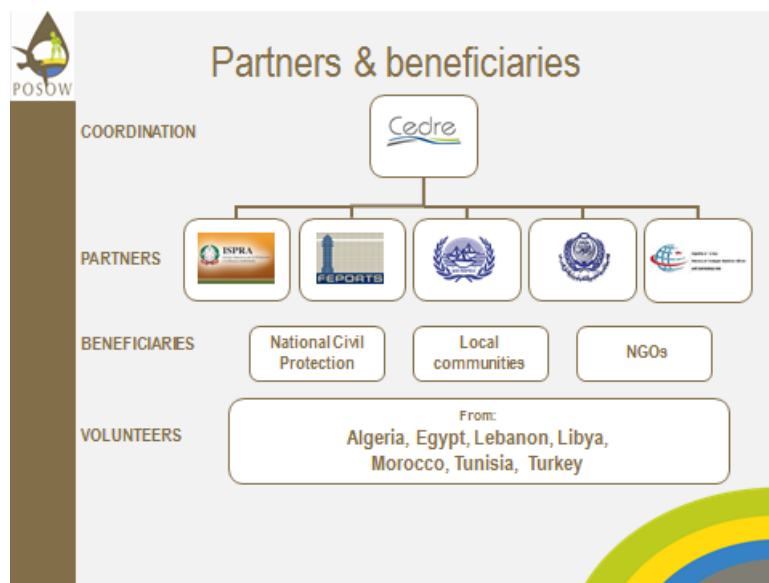 POSOW
Partners & beneficiaries
COORDINATION
Cedre
PARTNERS
ISPRA
FEPORTS
BENEFICIARIES
National Civil
Protection
Local
communities
NGOs
VOLUNTEERS
From:
Algeria, Egypt, Lebanon, Libya,
Morocco, Tunisia, Turkey